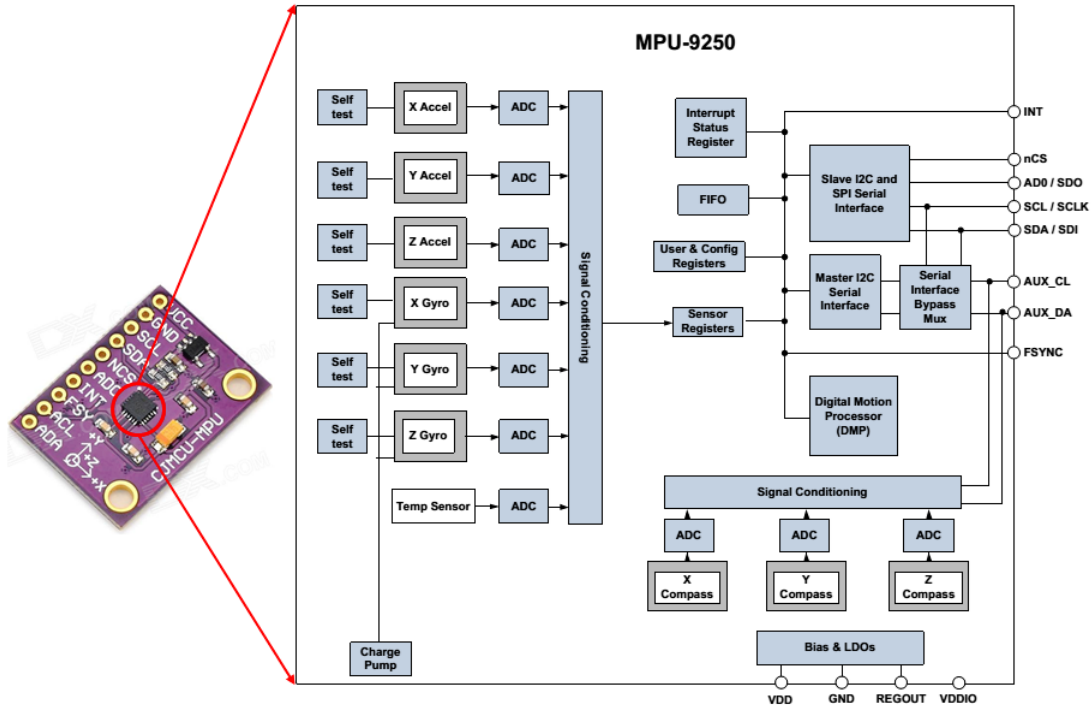 MPU-9250
Self
test
X Accel
ADC
Self
test
Y Accel
ADC
Self
test
Z Accel
ADC
Self
test
X Gyro
ADC
Self
test
Y Gyro
ADC
Self
test
Z Gyro
ADC
Temp Sensor
ADC
Charge
Pump
Signal Conditioning
Interrupt
Status
Register
FIFO
User & Config
Registers
Sensor
Registers
Slave I2C and
SPI Serial
Interface
Master I2C
Serial
Interface
Serial
Interface
Bypass
Mux
Digital Motion
Processor
(DMP)
Signal Conditioning
ADC
ADC
ADC
X
Compass
Y
Compass
Z
Compass
Bias & LDOs
INT
nCS
AD0 / SDO
SCL / SCLK
SDA / SDI
AUX_CL
AUX_DA
FSYNC
VDD
GND
REGOUT
VDDIO
VCC
GND
SCL
SDA
NCS
ADO
INT
FSY
ACL
ADA
+Y
+Z
+X
CJMCU-MPU